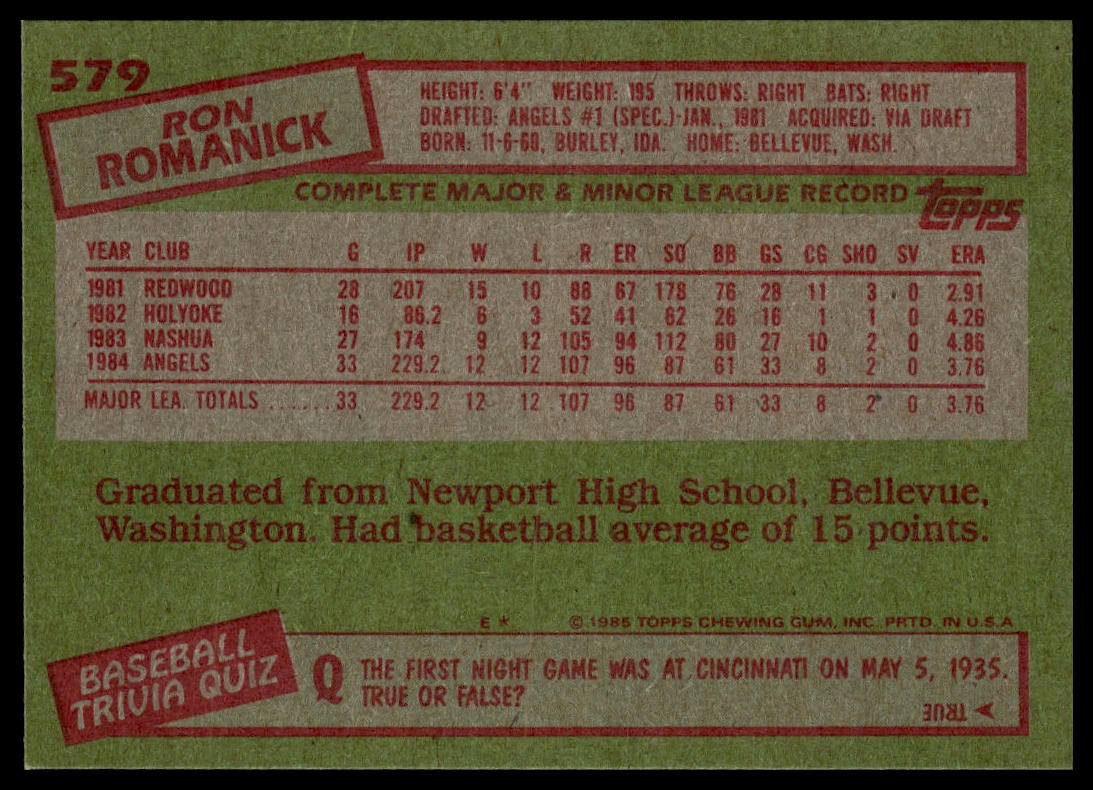 579
RON
ROMANICK
HEIGHT: 6'4" WEIGHT: 195 THROWS: RIGHT BATS: RIGHT
DRAFTED: ANGELS #1 (SPEC.)-JAN., 1981 ACQUIRED: VIA DRAFT
BORN: 11-6-60, BURLEY, IDA. HOME: BELLEVUE, WASH.
COMPLETE MAJOR & MINOR LEAGUE RECORD topps
YEAR CLUB G IP W L R ER SO BB GS CG SHO SV ERA
1981 REDWOOD 28 207 15 10 88 67 178 76 28 11 3 0 2.91
1982 HOLYOKE 16 86.2 6 3 52 41 62 26 16 1 1 0 4.26
1983 NASHUA 27 174 9 12 105 94 112 80 27 10 2 0 4.86
1984 ANGELS 33 229.2 12 12 107 96 87 61 33 8 2 0 3.76
MAJOR LEA. TOTALS ......33 229.2 12 12 107 96 87 61 33 8 2 0 3.76
Graduated from Newport High School, Bellevue,
Washington. Had basketball average of 15 points.
E * © 1985 TOPPS CHEWING GUM, INC. PRTD. IN U.S.A
BASEBALL
TRIVIA QUIZ
Q THE FIRST NIGHT GAME WAS AT CINCINNATI ON MAY 5, 1935.
TRUE OR FALSE?
TRUE